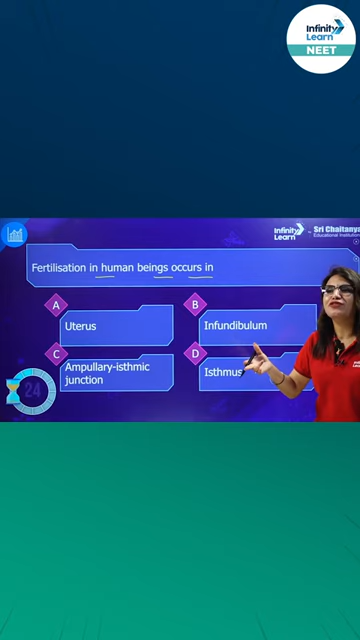 Infinity
Learn
NEET
Infinity
Learn
Sri Chaitanya
Educational Institution
Fertilisation in human beings occurs in
A
Uterus
B
Infundibulum
C
Ampullary-isthmic
junction
D
Isthmus
24